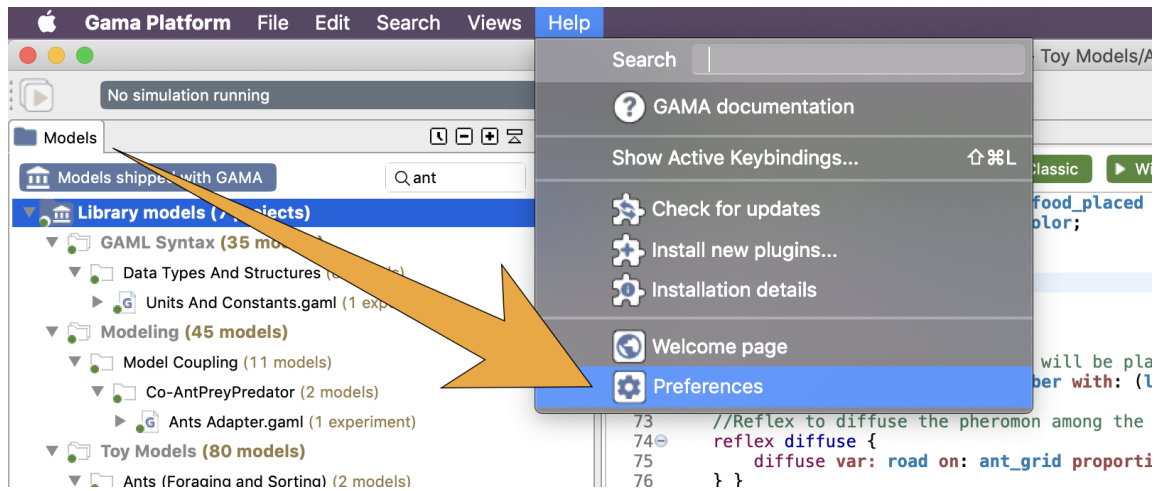 Gama Platform File Edit Search Views Help
Search
Toy Models/A
No simulation running
GAMA documentation
Models
Show Active Keybindings... ⇧⌘L
lassic
Wi
Models shipped with GAMA
ant
Check for updates
food_placed
Library models (7 projects)
olor;
GAML Syntax (35 mo
Install new plugins...
Data Types And Structures
Installation details
Units And Constants.gaml (1 exp
Modeling (45 models)
Welcome page
Model Coupling (11 models)
will be pla
Preferences
ber with: (l
Co-AntPreyPredator (2 models)
Ants Adapter.gaml (1 experiment)
73 //Reflex to diffuse the pheromon among the
74 reflex diffuse {
Toy Models (80 models)
75 diffuse var: road on: ant_grid proporti
Ants (Foraging and Sorting) (2 models)
76 } }